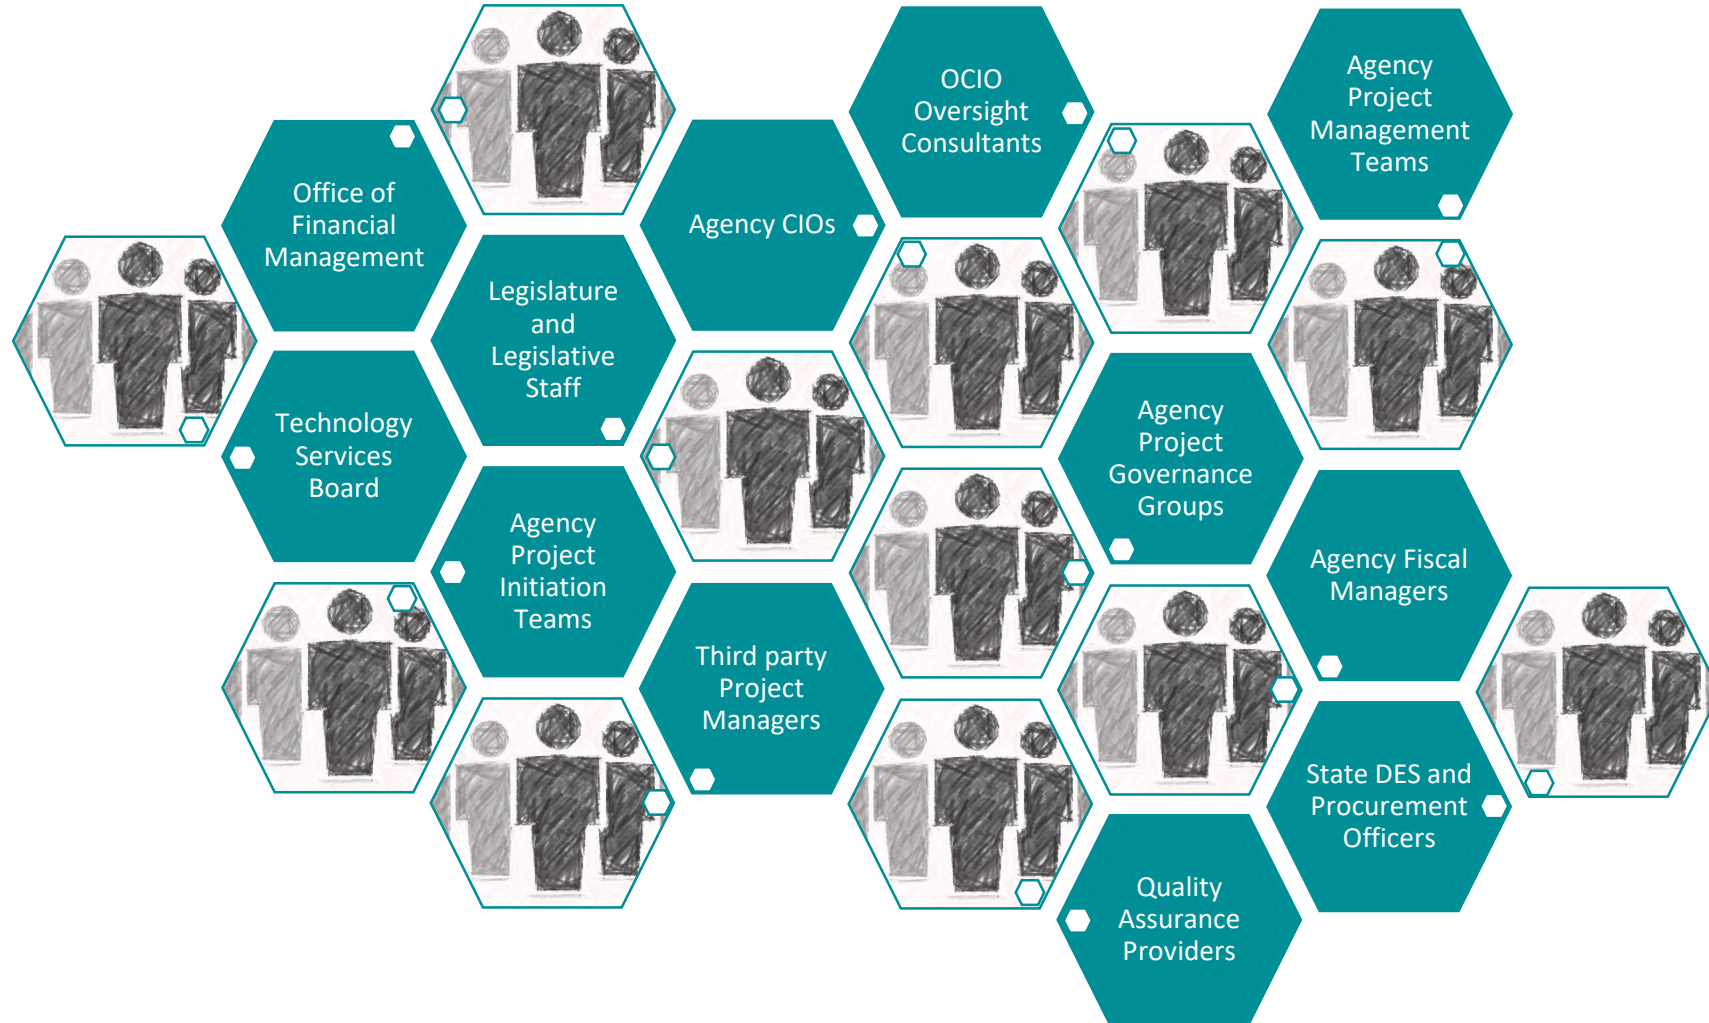 Office of
Financial
Management
Technology
Services
Board
Legislature
and
Legislative
Staff
Agency
Project
Initiation
Teams
Agency CIOs
Third party
Project
Managers
OCIO
Oversight
Consultants
Agency
Project
Governance
Groups
Quality
Assurance
Providers
Agency
Project
Management
Teams
Agency Fiscal
Managers
State DES and
Procurement
Officers